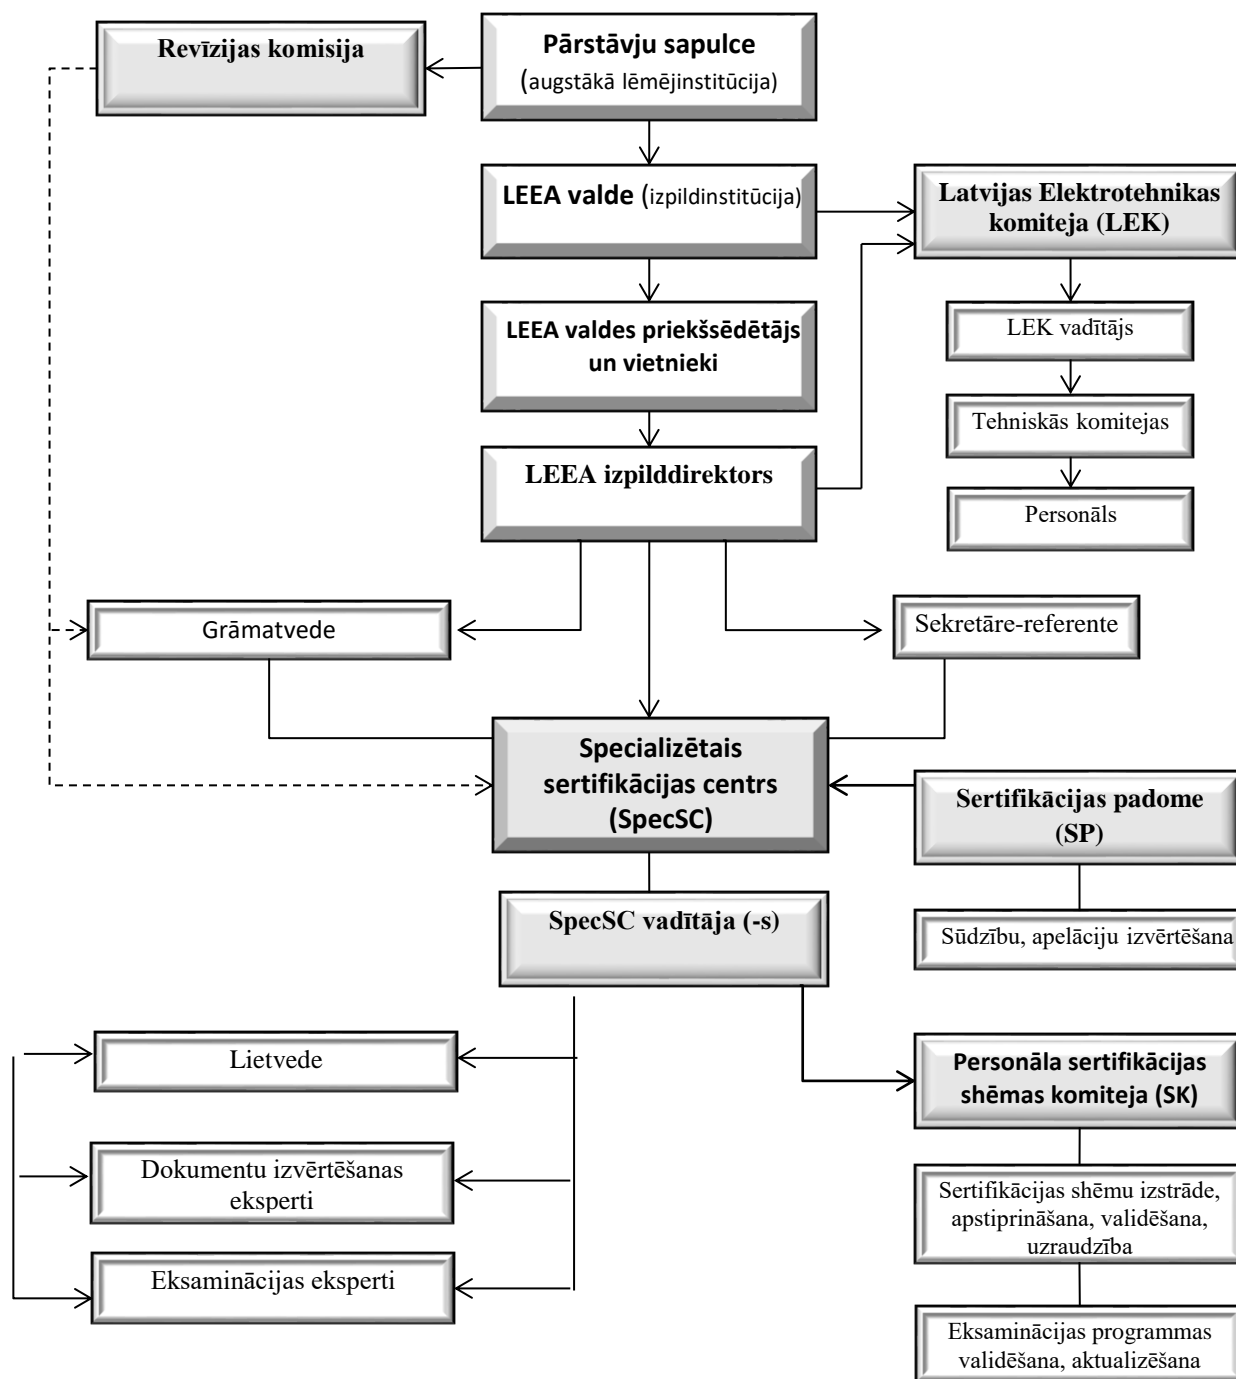 Revīzijas komisija
Pārstāvju sapulce
(augstākā lēmējinstitūcija)
LEEA valde (izpildinstitūcija)
Latvijas Elektrotehnikas
komiteja (LEK)
LEEA valdes priekšsēdētājs
un vietnieki
LEK vadītājs
Tehniskās komitejas
LEEA izpilddirektors
Personāls
Grāmatvede
Sekretāre-referente
Specializētais
sertifikācijas centrs
(SpecSC)
Sertifikācijas padome
(SP)
SpecSC vadītāja (-s)
Sūdzību, apelāciju izvērtēšana
Lietvede
Personāla sertifikācijas
shēmas komiteja (SK)
Dokumentu izvērtēšanas
eksperti
Sertifikācijas shēmu izstrāde,
apstiprināšana, validēšana,
uzraudzība
Eksaminācijas eksperti
Eksaminācijas programmas
validēšana, aktualizēšana